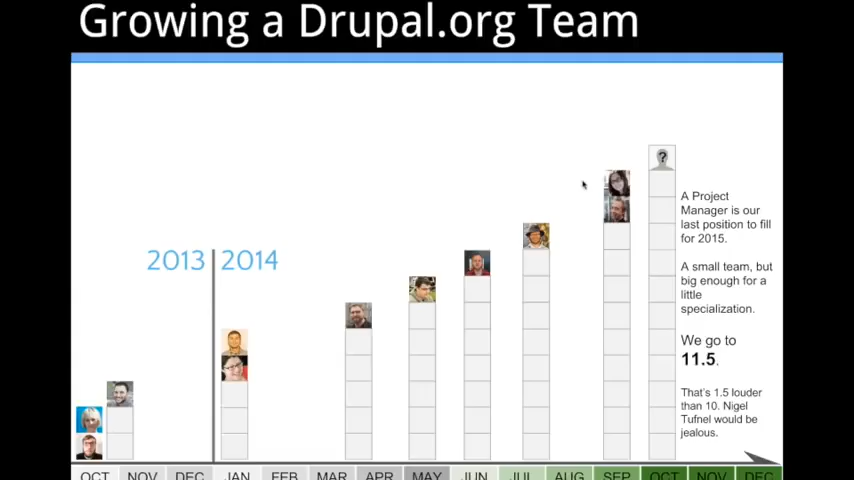 Growing a Drupal.org Team
2013 2014
?
A Project
Manager is our
last position to fill
for 2015.
A small team, but
big enough for a
little
specialization.
We go to
11.5.
That's 1.5 louder
than 10. Nigel
Tufnel would be
jealous.
OCT NOV DEC JAN FEB MAR APR MAY JUN JUL AUG SEP OCT NOV DEC